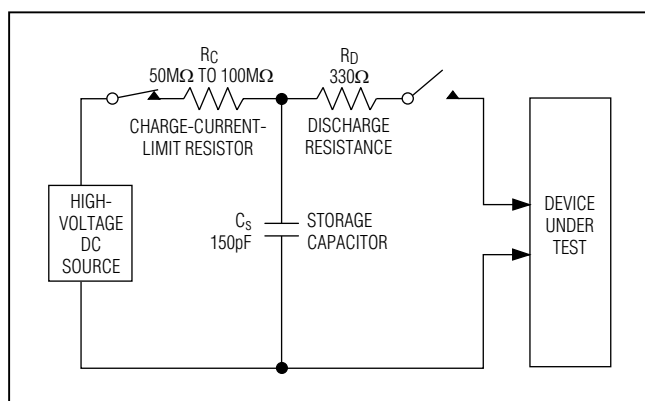 RC
50MΩ TO 100MΩ
CHARGE-CURRENT-
LIMIT RESISTOR
RD
330Ω
DISCHARGE
RESISTANCE
HIGH-
VOLTAGE
DC
SOURCE
CS
150pF
STORAGE
CAPACITOR
DEVICE
UNDER
TEST